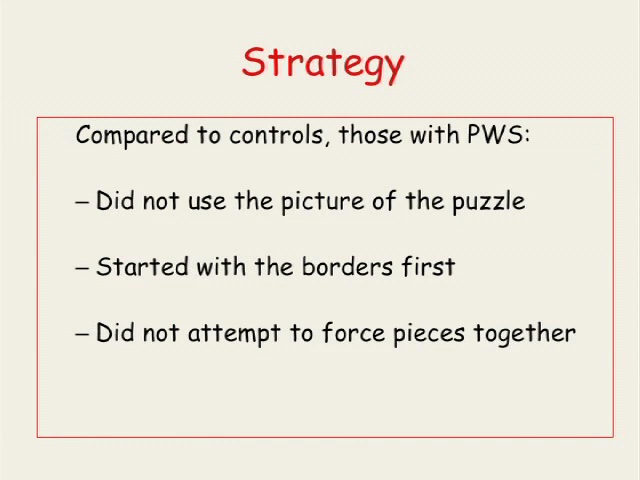 Strategy
Compared to controls, those with PWS:
– Did not use the picture of the puzzle
– Started with the borders first
– Did not attempt to force pieces together